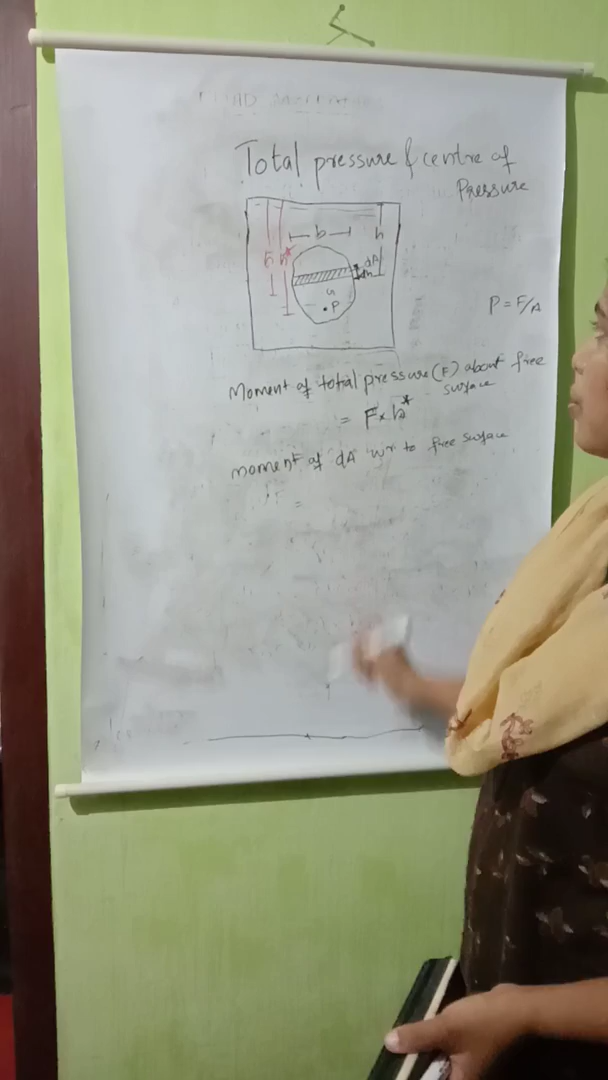 Total pressure & centre of
Pressure
b
h
h̄
h*
dA
dh
G
P
P = F/A
Moment of total pressure (F) about free
surface
= F × h*
moment of dA wr to free surface
=